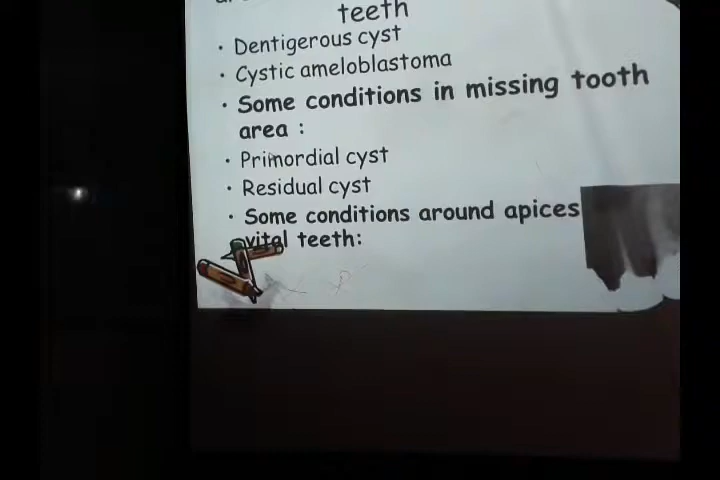 teeth
• Dentigerous cyst
• Cystic ameloblastoma
• Some conditions in missing tooth
area :
• Primordial cyst
• Residual cyst
• Some conditions around apices
vital teeth: